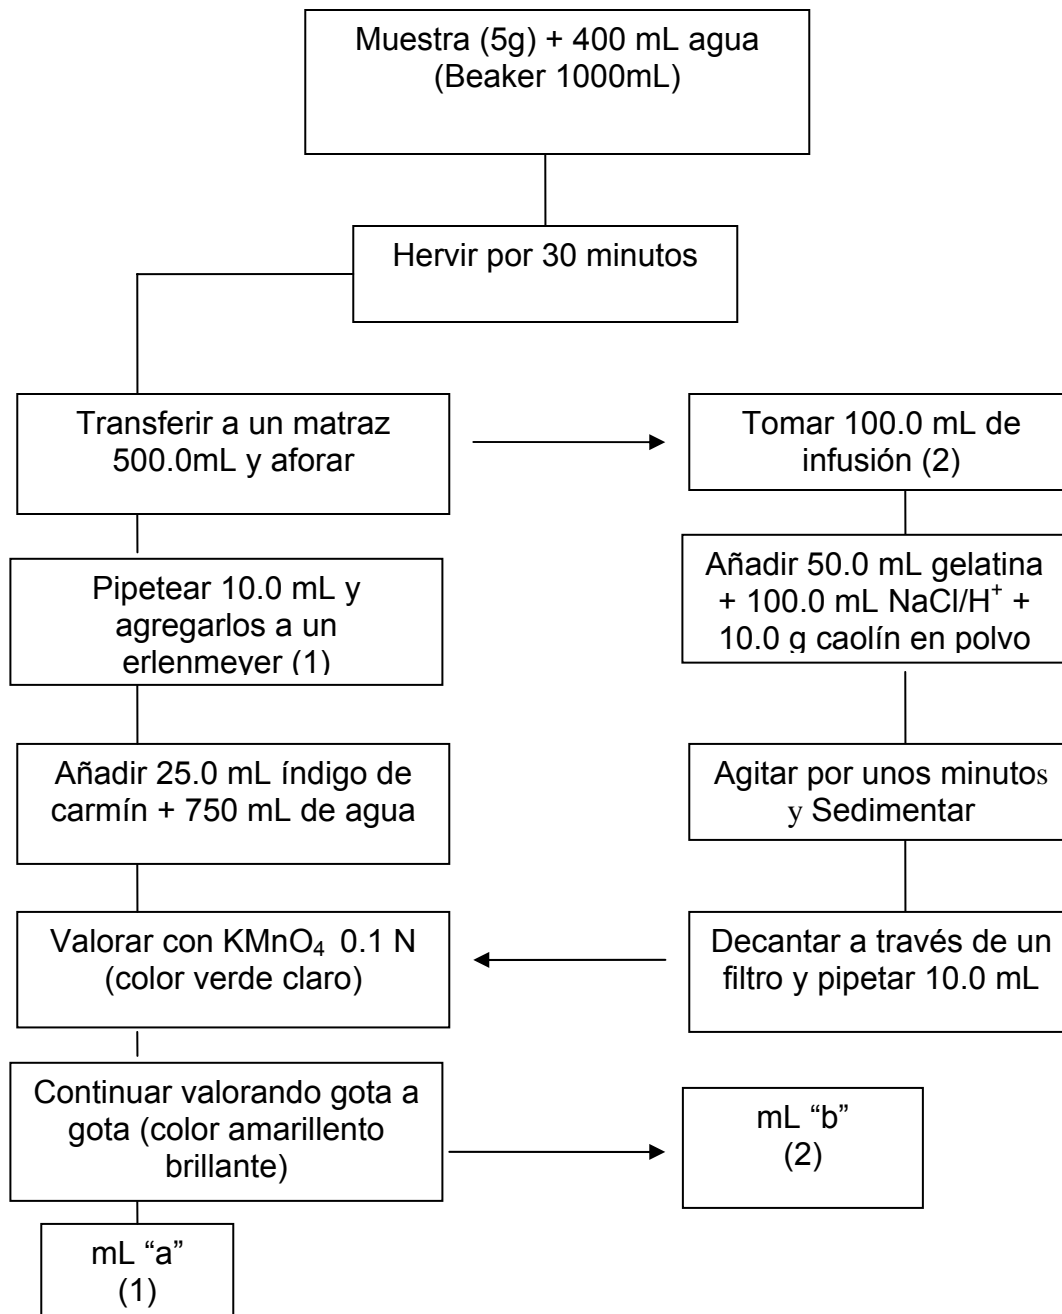 Muestra (5g) + 400 mL agua
(Beaker 1000mL)
Hervir por 30 minutos
Transferir a un matraz
500.0mL y aforar
Tomar 100.0 mL de
infusión (2)
Pipetear 10.0 mL y
agregarlos a un
erlenmeyer (1)
Añadir 50.0 mL gelatina
+ 100.0 mL NaCl/H⁺ +
10.0 g caolín en polvo
Añadir 25.0 mL índigo de
carmín + 750 mL de agua
Agitar por unos minutos
y Sedimentar
Valorar con KMnO₄ 0.1 N
(color verde claro)
Decantar a través de un
filtro y pipetar 10.0 mL
Continuar valorando gota a
gota (color amarillento
brillante)
mL “b”
(2)
mL “a”
(1)